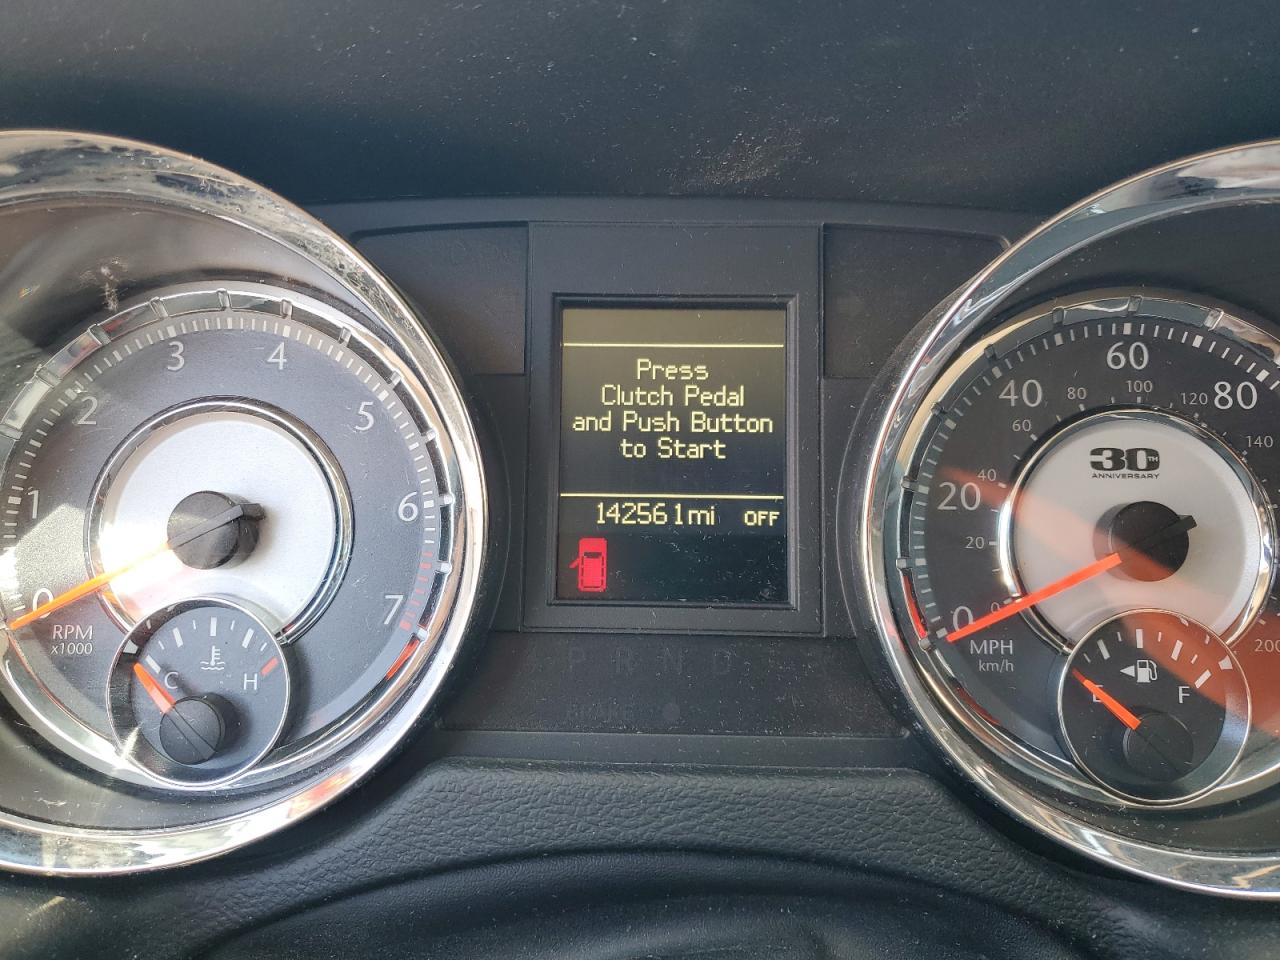 Press
Clutch Pedal
and Push Button
to Start
142561mi OFF
0
1
2
3
4
5
6
7
RPM
x1000
C H
0
20
40
60
80
MPH
km/h
0
20
40
60
80
100
120
140
200
30TH
ANNIVERSARY
E F
P R N D